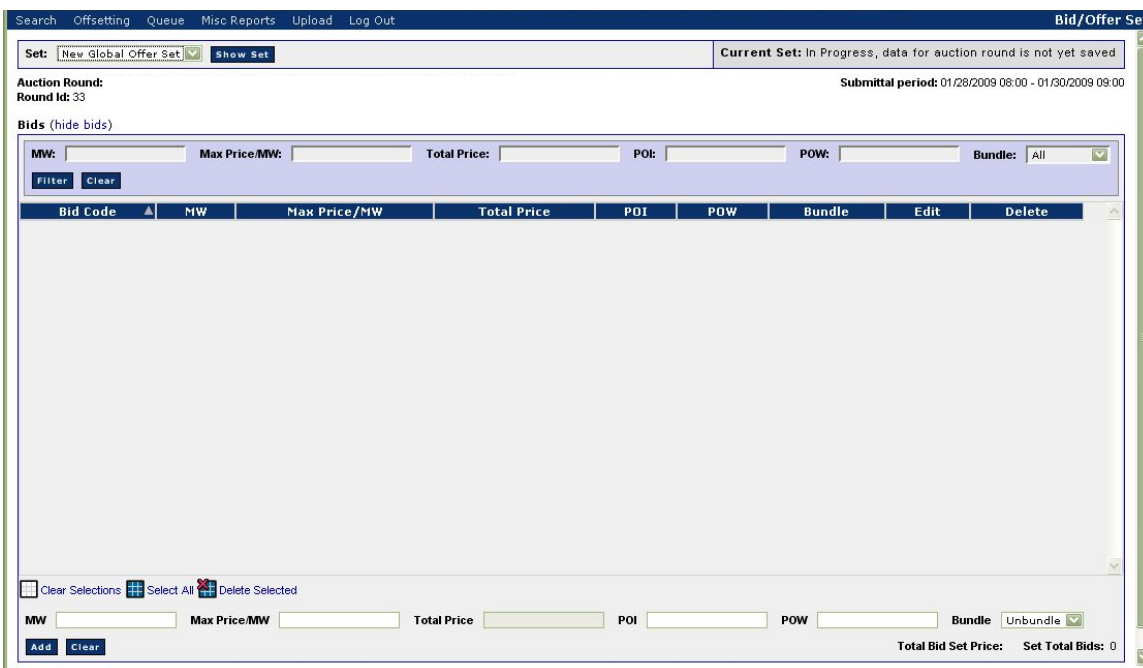 Search Offsetting Queue Misc Reports Upload Log Out Bid/Offer Se
Set: New Global Offer Set Show Set Current Set: In Progress, data for auction round is not yet saved
Auction Round: Submittal period: 01/28/2009 08:00 - 01/30/2009 09:00
Round Id: 33
Bids (hide bids)
MW: Max Price/MW: Total Price: POI: POW: Bundle: All
Filter Clear
Bid Code MW Max Price/MW Total Price POI POW Bundle Edit Delete
Clear Selections Select All Delete Selected
MW Max Price/MW Total Price POI POW Bundle Unbundle
Add Clear Total Bid Set Price: Set Total Bids: 0